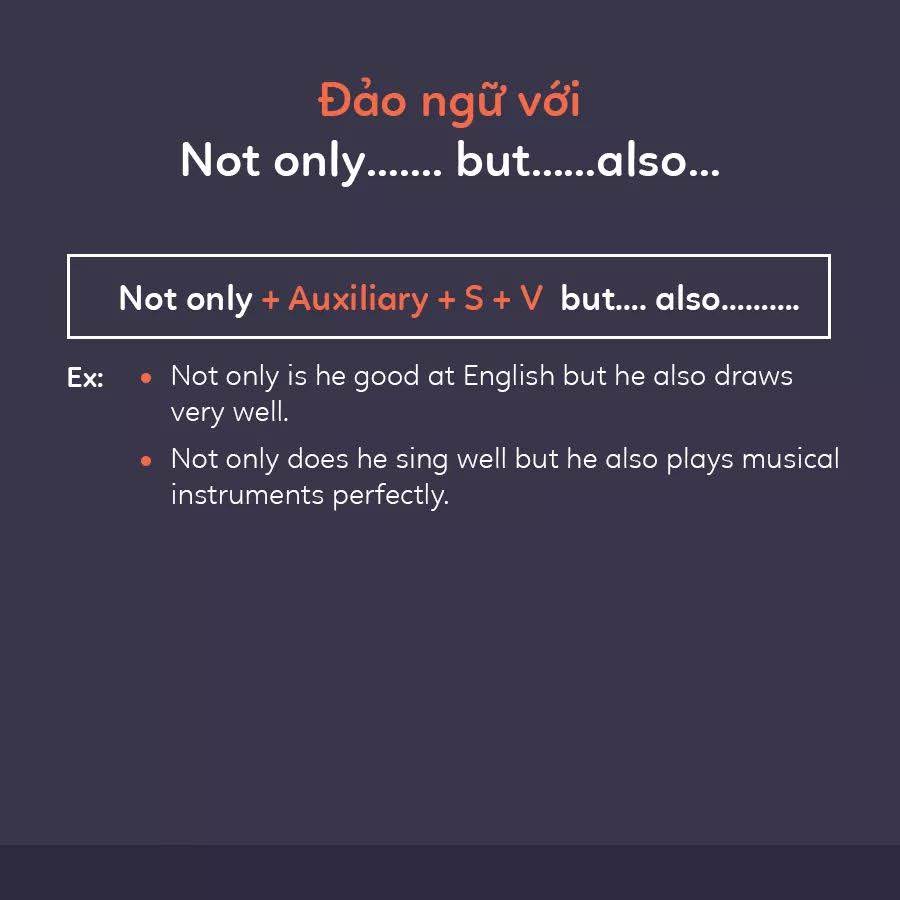 Đảo ngữ với
Not only....... but......also...
Not only + Auxiliary + S + V but.... also..........
Ex: • Not only is he good at English but he also draws
very well.
• Not only does he sing well but he also plays musical
instruments perfectly.